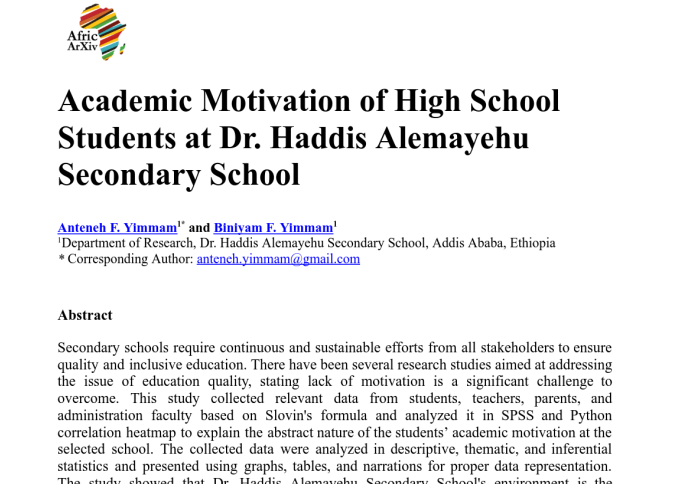 Afric
ArXiv
Academic Motivation of High School
Students at Dr. Haddis Alemayehu
Secondary School
Anteneh F. Yimmam1* and Biniyam F. Yimmam1
1Department of Research, Dr. Haddis Alemayehu Secondary School, Addis Ababa, Ethiopia
* Corresponding Author: anteneh.yimmam@gmail.com
Abstract
Secondary schools require continuous and sustainable efforts from all stakeholders to ensure
quality and inclusive education. There have been several research studies aimed at addressing
the issue of education quality, stating lack of motivation is a significant challenge to
overcome. This study collected relevant data from students, teachers, parents, and
administration faculty based on Slovin's formula and analyzed it in SPSS and Python
correlation heatmap to explain the abstract nature of the students’ academic motivation at the
selected school. The collected data were analyzed in descriptive, thematic, and inferential
statistics and presented using graphs, tables, and narrations for proper data representation.
The study showed that Dr. Haddis Alemayehu Secondary School's environment is the